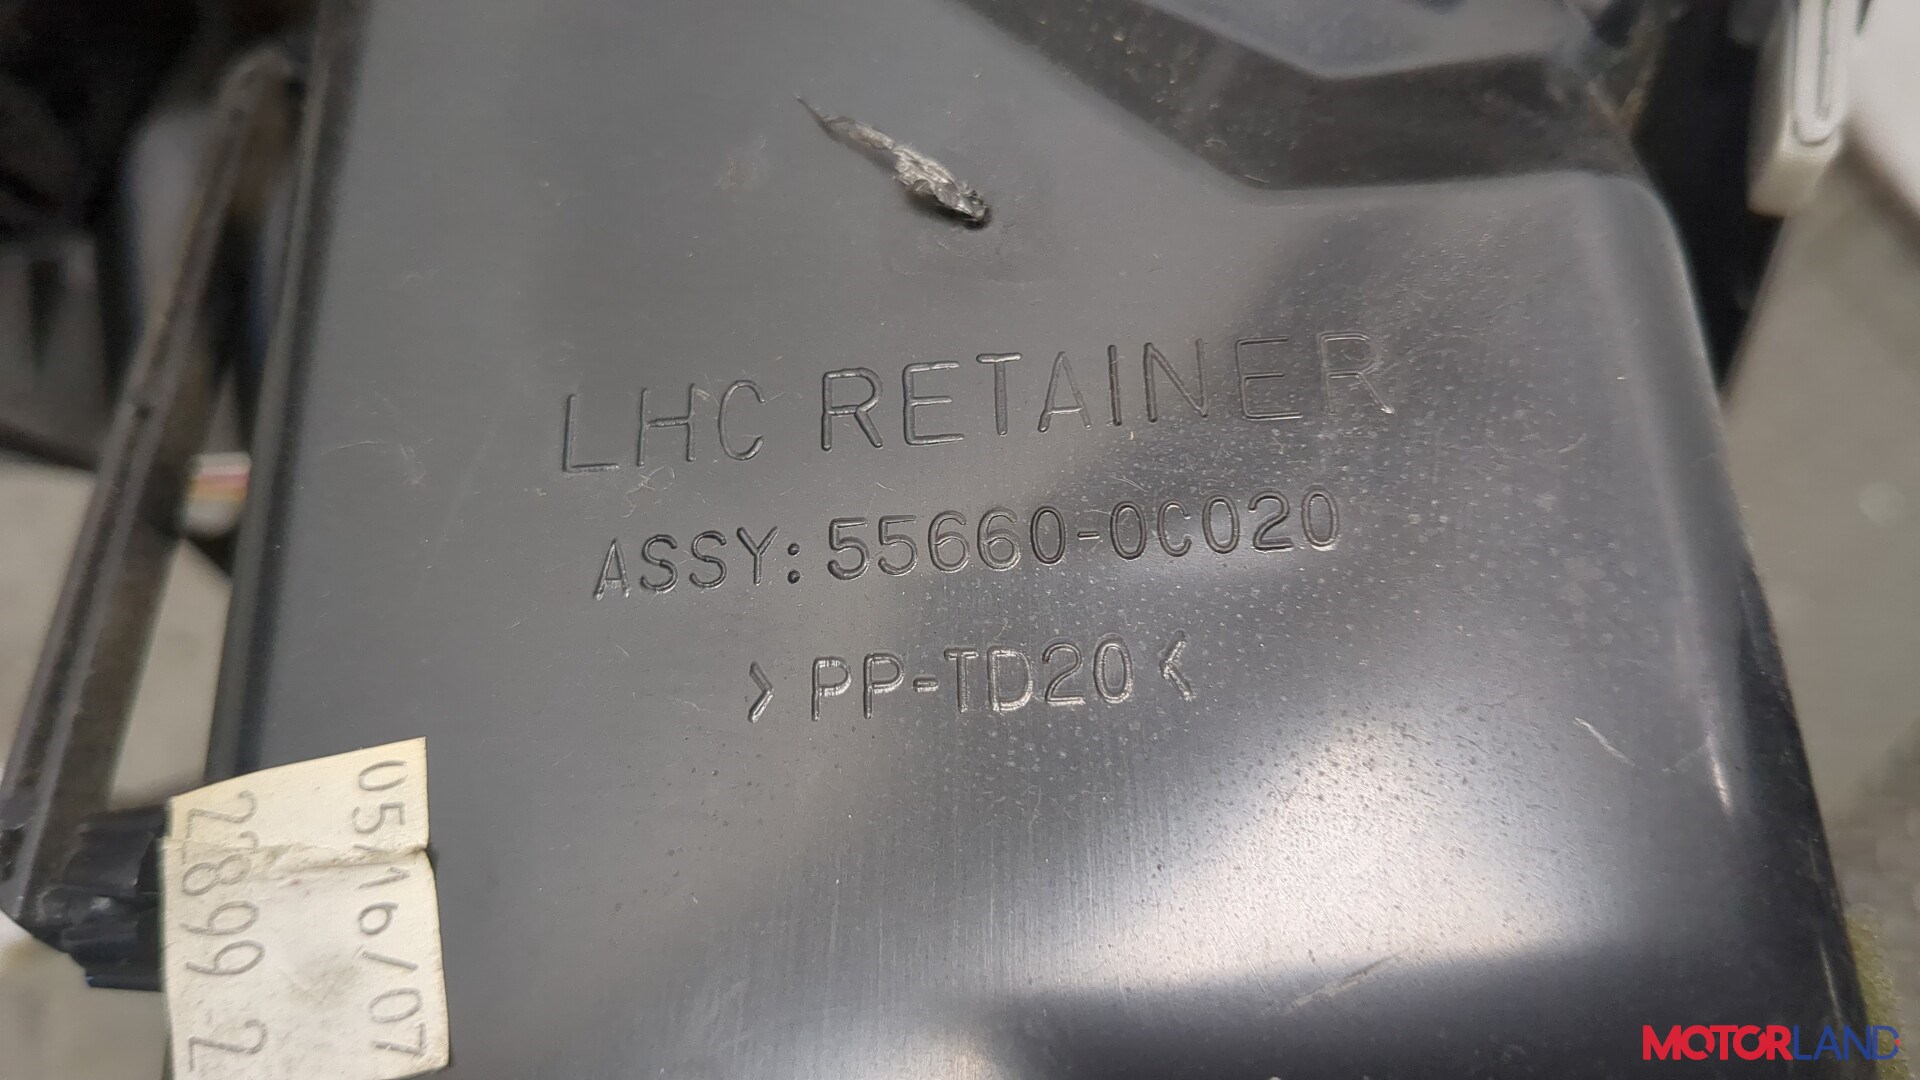 LHC RETAINER
ASSY: 55660-0C020
>PP-TD20<
05/16/07
22899-2
MOTORLAND